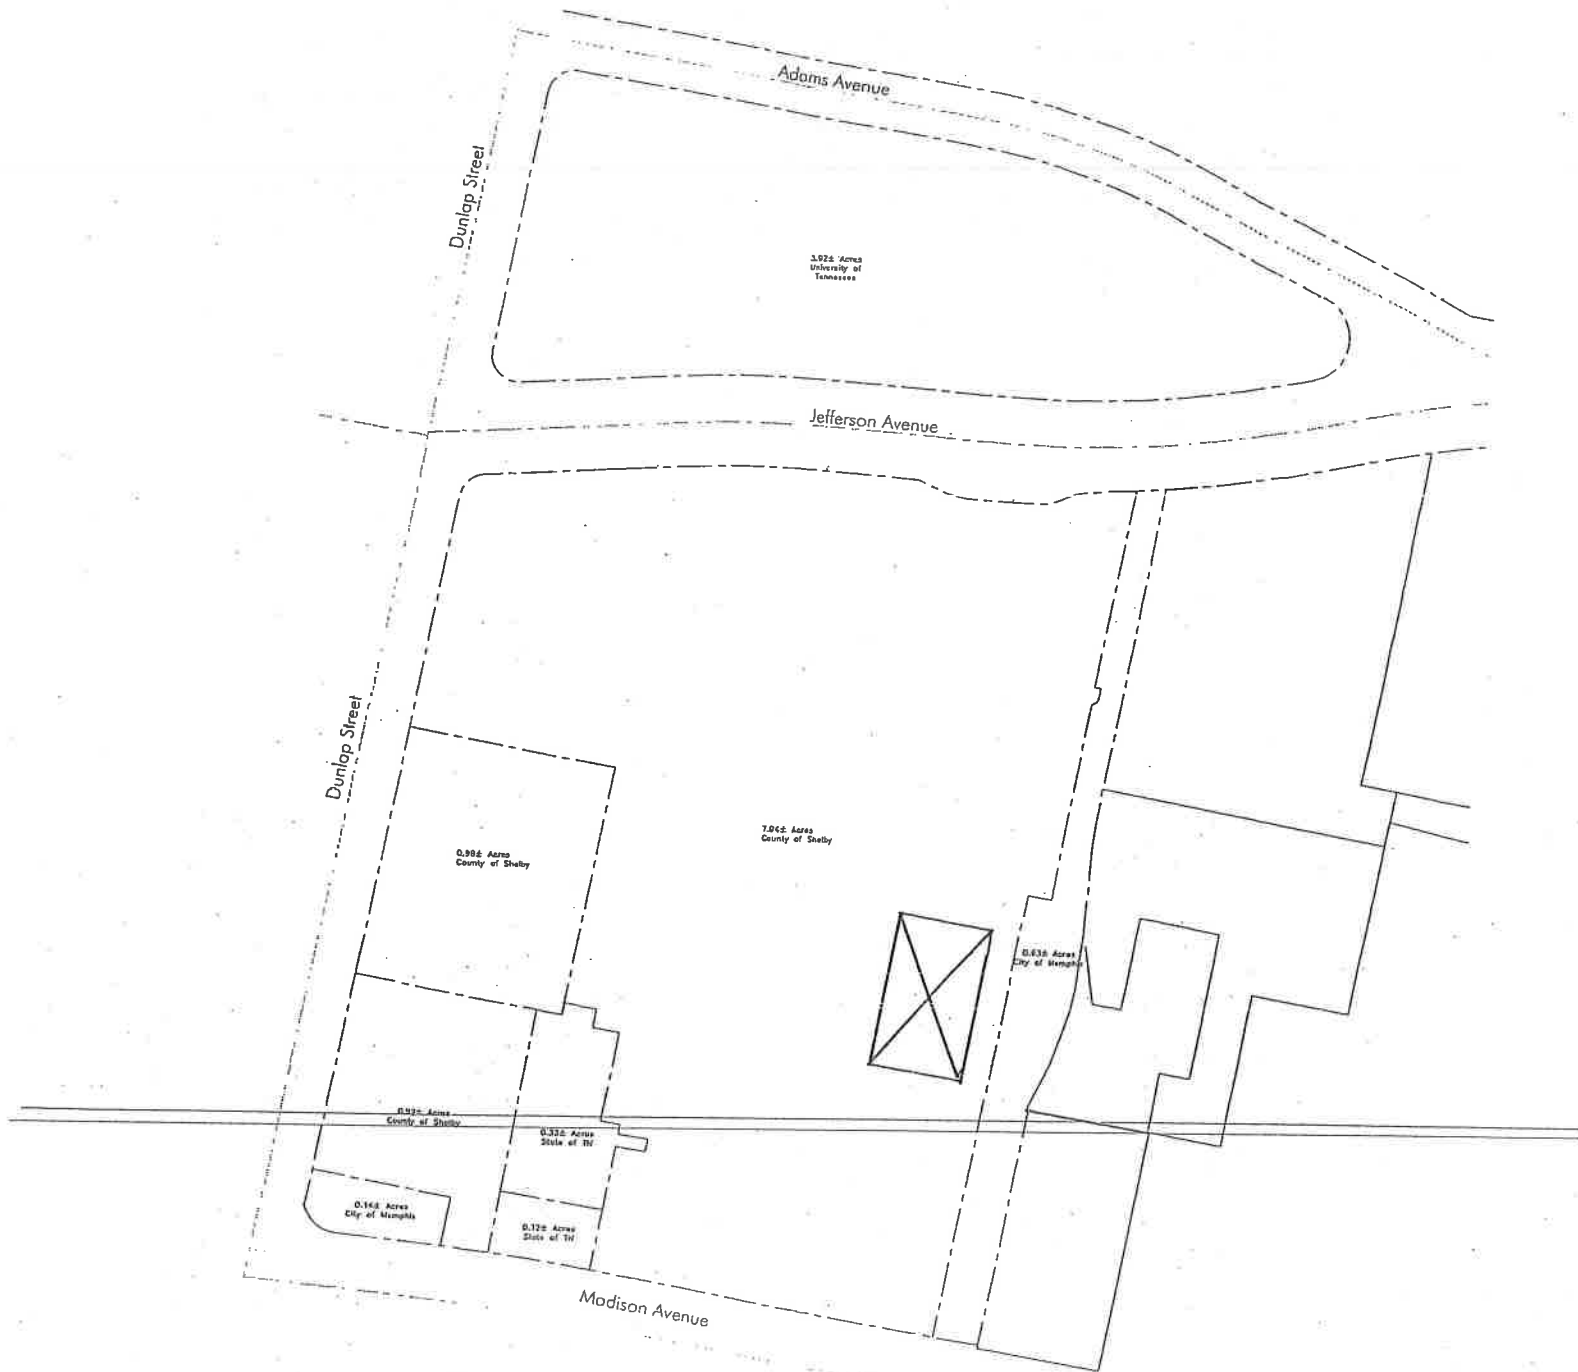 Adams Avenue
Dunlap Street
3.92± Acres
University of
Tennessee
Jefferson Avenue
Dunlap Street
7.04± Acres
County of Shelby
0.98± Acres
County of Shelby
0.63± Acres
City of Memphis
0.93± Acres
County of Shelby
0.33± Acres
State of TN
0.14± Acres
City of Memphis
0.12± Acres
State of TN
Madison Avenue